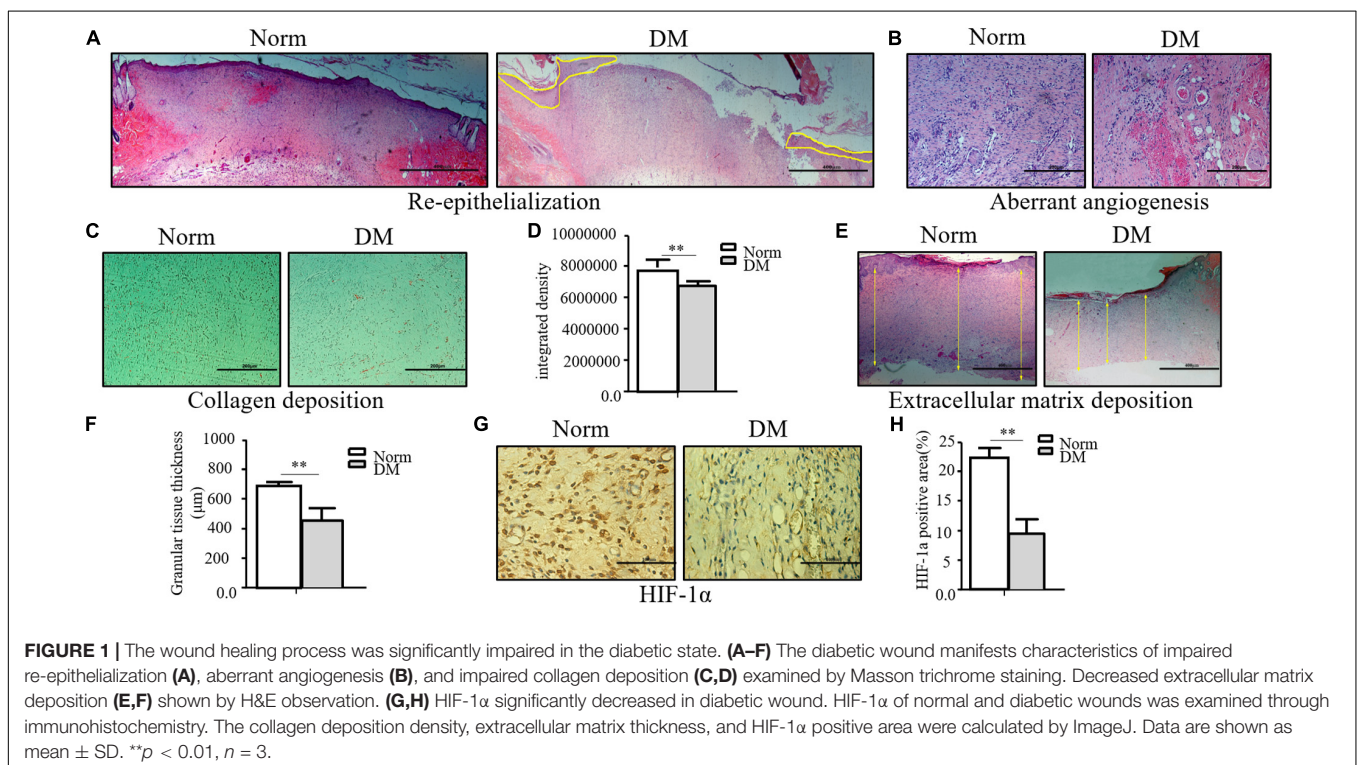 A
Norm
DM
Re-epithelialization
B
Norm
DM
Aberrant angiogenesis
C
Norm
DM
200μm
200μm
Collagen deposition
D
10000000
8000000
6000000
4000000
2000000
0.0
integrated density
**
Norm
DM
E
Norm
DM
Extracellular matrix deposition
F
1000
800
600
400
200
0.0
Granular tissue thickness
(μm)
**
Norm
DM
G
Norm
DM
HIF-1α
H
25
20
15
10
5
0.0
HIF-1a positive area(%)
**
Norm
DM
FIGURE 1 | The wound healing process was significantly impaired in the diabetic state. (A–F) The diabetic wound manifests characteristics of impaired
re-epithelialization (A), aberrant angiogenesis (B), and impaired collagen deposition (C,D) examined by Masson trichrome staining. Decreased extracellular matrix
deposition (E,F) shown by H&E observation. (G,H) HIF-1α significantly decreased in diabetic wound. HIF-1α of normal and diabetic wounds was examined through
immunohistochemistry. The collagen deposition density, extracellular matrix thickness, and HIF-1α positive area were calculated by ImageJ. Data are shown as
mean ± SD. **p < 0.01, n = 3.